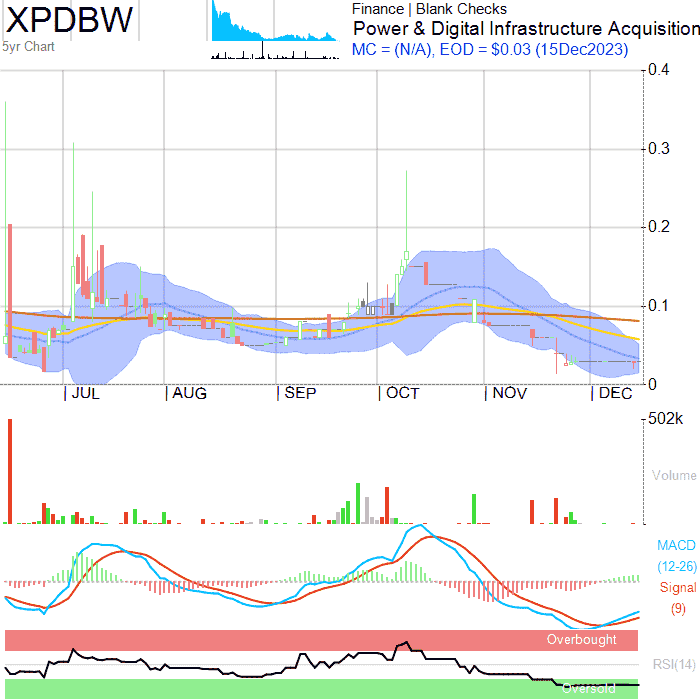 XPDBW
5yr Chart
Finance | Blank Checks
Power & Digital Infrastructure Acquisition
MC = (N/A), EOD = $0.03 (15Dec2023)
0.4
0.3
0.2
0.1
0
JUL AUG SEP OCT NOV DEC
502k
Volume
MACD
(12-26)
Signal
(9)
Overbought
RSI(14)
Oversold